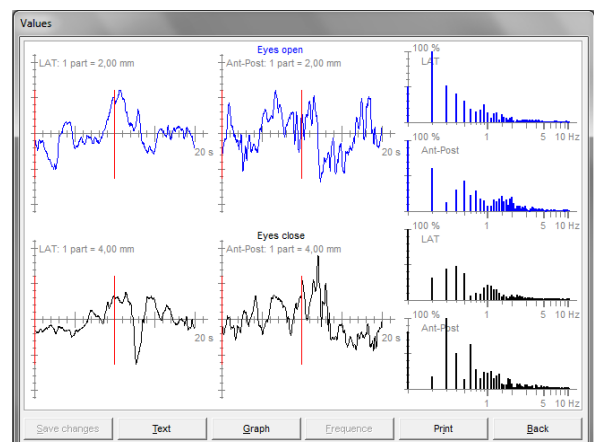 Values
Eyes open
LAT: 1 part = 2,00 mm
20 s
Ant-Post: 1 part = 2,00 mm
20 s
100 %
LAT
1 5 10 Hz
100 %
Ant-Post
1 5 10 Hz
Eyes close
LAT: 1 part = 4,00 mm
20 s
Ant-Post: 1 part = 4,00 mm
20 s
100 %
LAT
1 5 10 Hz
100 %
Ant-Post
1 5 10 Hz
Save changes Text Graph Frequence Print Back